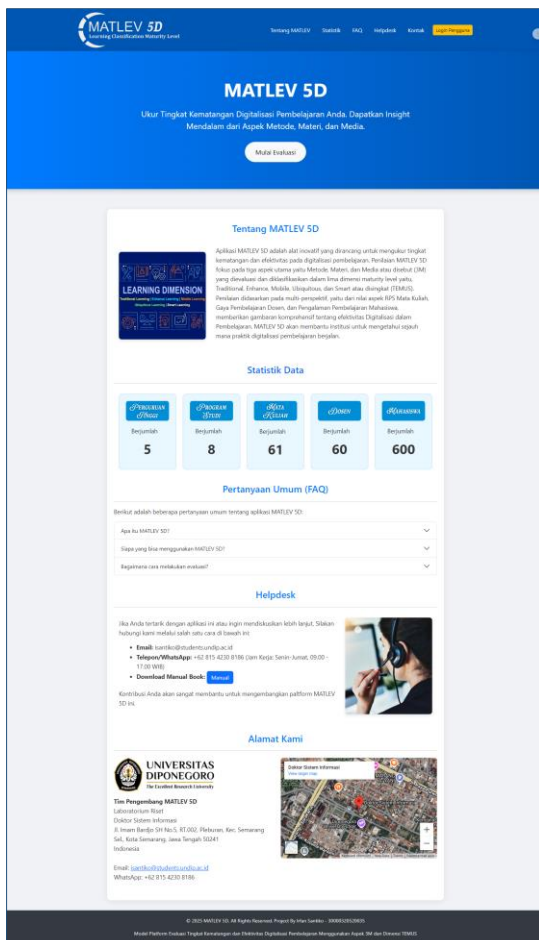 MATLEV 5D
Learning Classification Maturity Level
Tentang MATLEV Statistik FAQ Helpdesk Kontak Login Pengguna
MATLEV 5D
Ukur Tingkat Kematangan Digitalisasi Pembelajaran Anda. Dapatkan Insight
Mendalam dari Aspek Metode, Materi, dan Media.
Mulai Evaluasi
Tentang MATLEV 5D
LEARNING DIMENSION
Aplikasi MATLEV 5D adalah alat inovatif yang dirancang untuk mengukur tingkat
kematangan dan efektivitas pada digitalisasi pembelajaran. Penilaian MATLEV 5D
fokus pada tiga aspek utama yaitu Metode, Materi, dan Media atau disebut (3M)
yang dievaluasi dan diklasifikasikan dalam lima dimensi maturity level yaitu,
Traditional, Enhance, Mobile, Ubiquitous, dan Smart atau disingkat (TEMUS).
Penilaian didasarkan pada multi-perspektif, yaitu dari nilai aspek RPS Mata Kuliah,
Gaya Pembelajaran Dosen, dan Pengalaman Pembelajaran Mahasiswa,
memberikan gambaran komprehensif tentang efektivitas Digitalisasi dalam
Pembelajaran. MATLEV 5D akan membantu institusi untuk mengetahui sejauh
mana praktik digitalisasi pembelajaran berjalan.
Statistik Data
Perguruan Tinggi
Berjumlah
5
Program Studi
Berjumlah
8
Mata Kuliah
Berjumlah
61
Dosen
Berjumlah
60
Mahasiswa
Berjumlah
600
Pertanyaan Umum (FAQ)
Berikut adalah beberapa pertanyaan umum tentang aplikasi MATLEV 5D:
Apa itu MATLEV 5D?
Siapa yang bisa menggunakan MATLEV 5D?
Bagaimana cara melakukan evaluasi?
Helpdesk
Jika Anda tertarik dengan aplikasi ini atau ingin mendiskusikan lebih lanjut. Silakan
hubungi kami melalui salah satu cara di bawah ini:
Email: isantiko@students.undip.ac.id
Telepon/WhatsApp: +62 815 4230 8186 (Jam Kerja: Senin-Jumat, 09.00 -
17.00 WIB)
Download Manual Book: Manual
Kontribusi Anda akan sangat membantu untuk mengembangkan paltform MATLEV
5D ini.
Alamat Kami
UNIVERSITAS
DIPONEGORO
The Excellent Research University
Tim Pengembang MATLEV 5D
Laboratorium Riset
Doktor Sistem Informasi
Jl. Imam Bardjo SH No.5, RT.002, Pleburan, Kec. Semarang
Sel., Kota Semarang, Jawa Tengah 50241
Indonesia
Email: isantiko@students.undip.ac.id
WhatsApp: +62 815 4230 8186
Doktor Sistem Informasi
View larger map
© 2025 MATLEV 5D. All Rights Reserved. Project By Irfan Santiko - 30000320520035
Model Platform Evaluasi Tingkat Kematangan dan Efektivitas Digitalisasi Pembelajaran Menggunakan Aspek 3M dan Dimensi TEMUS